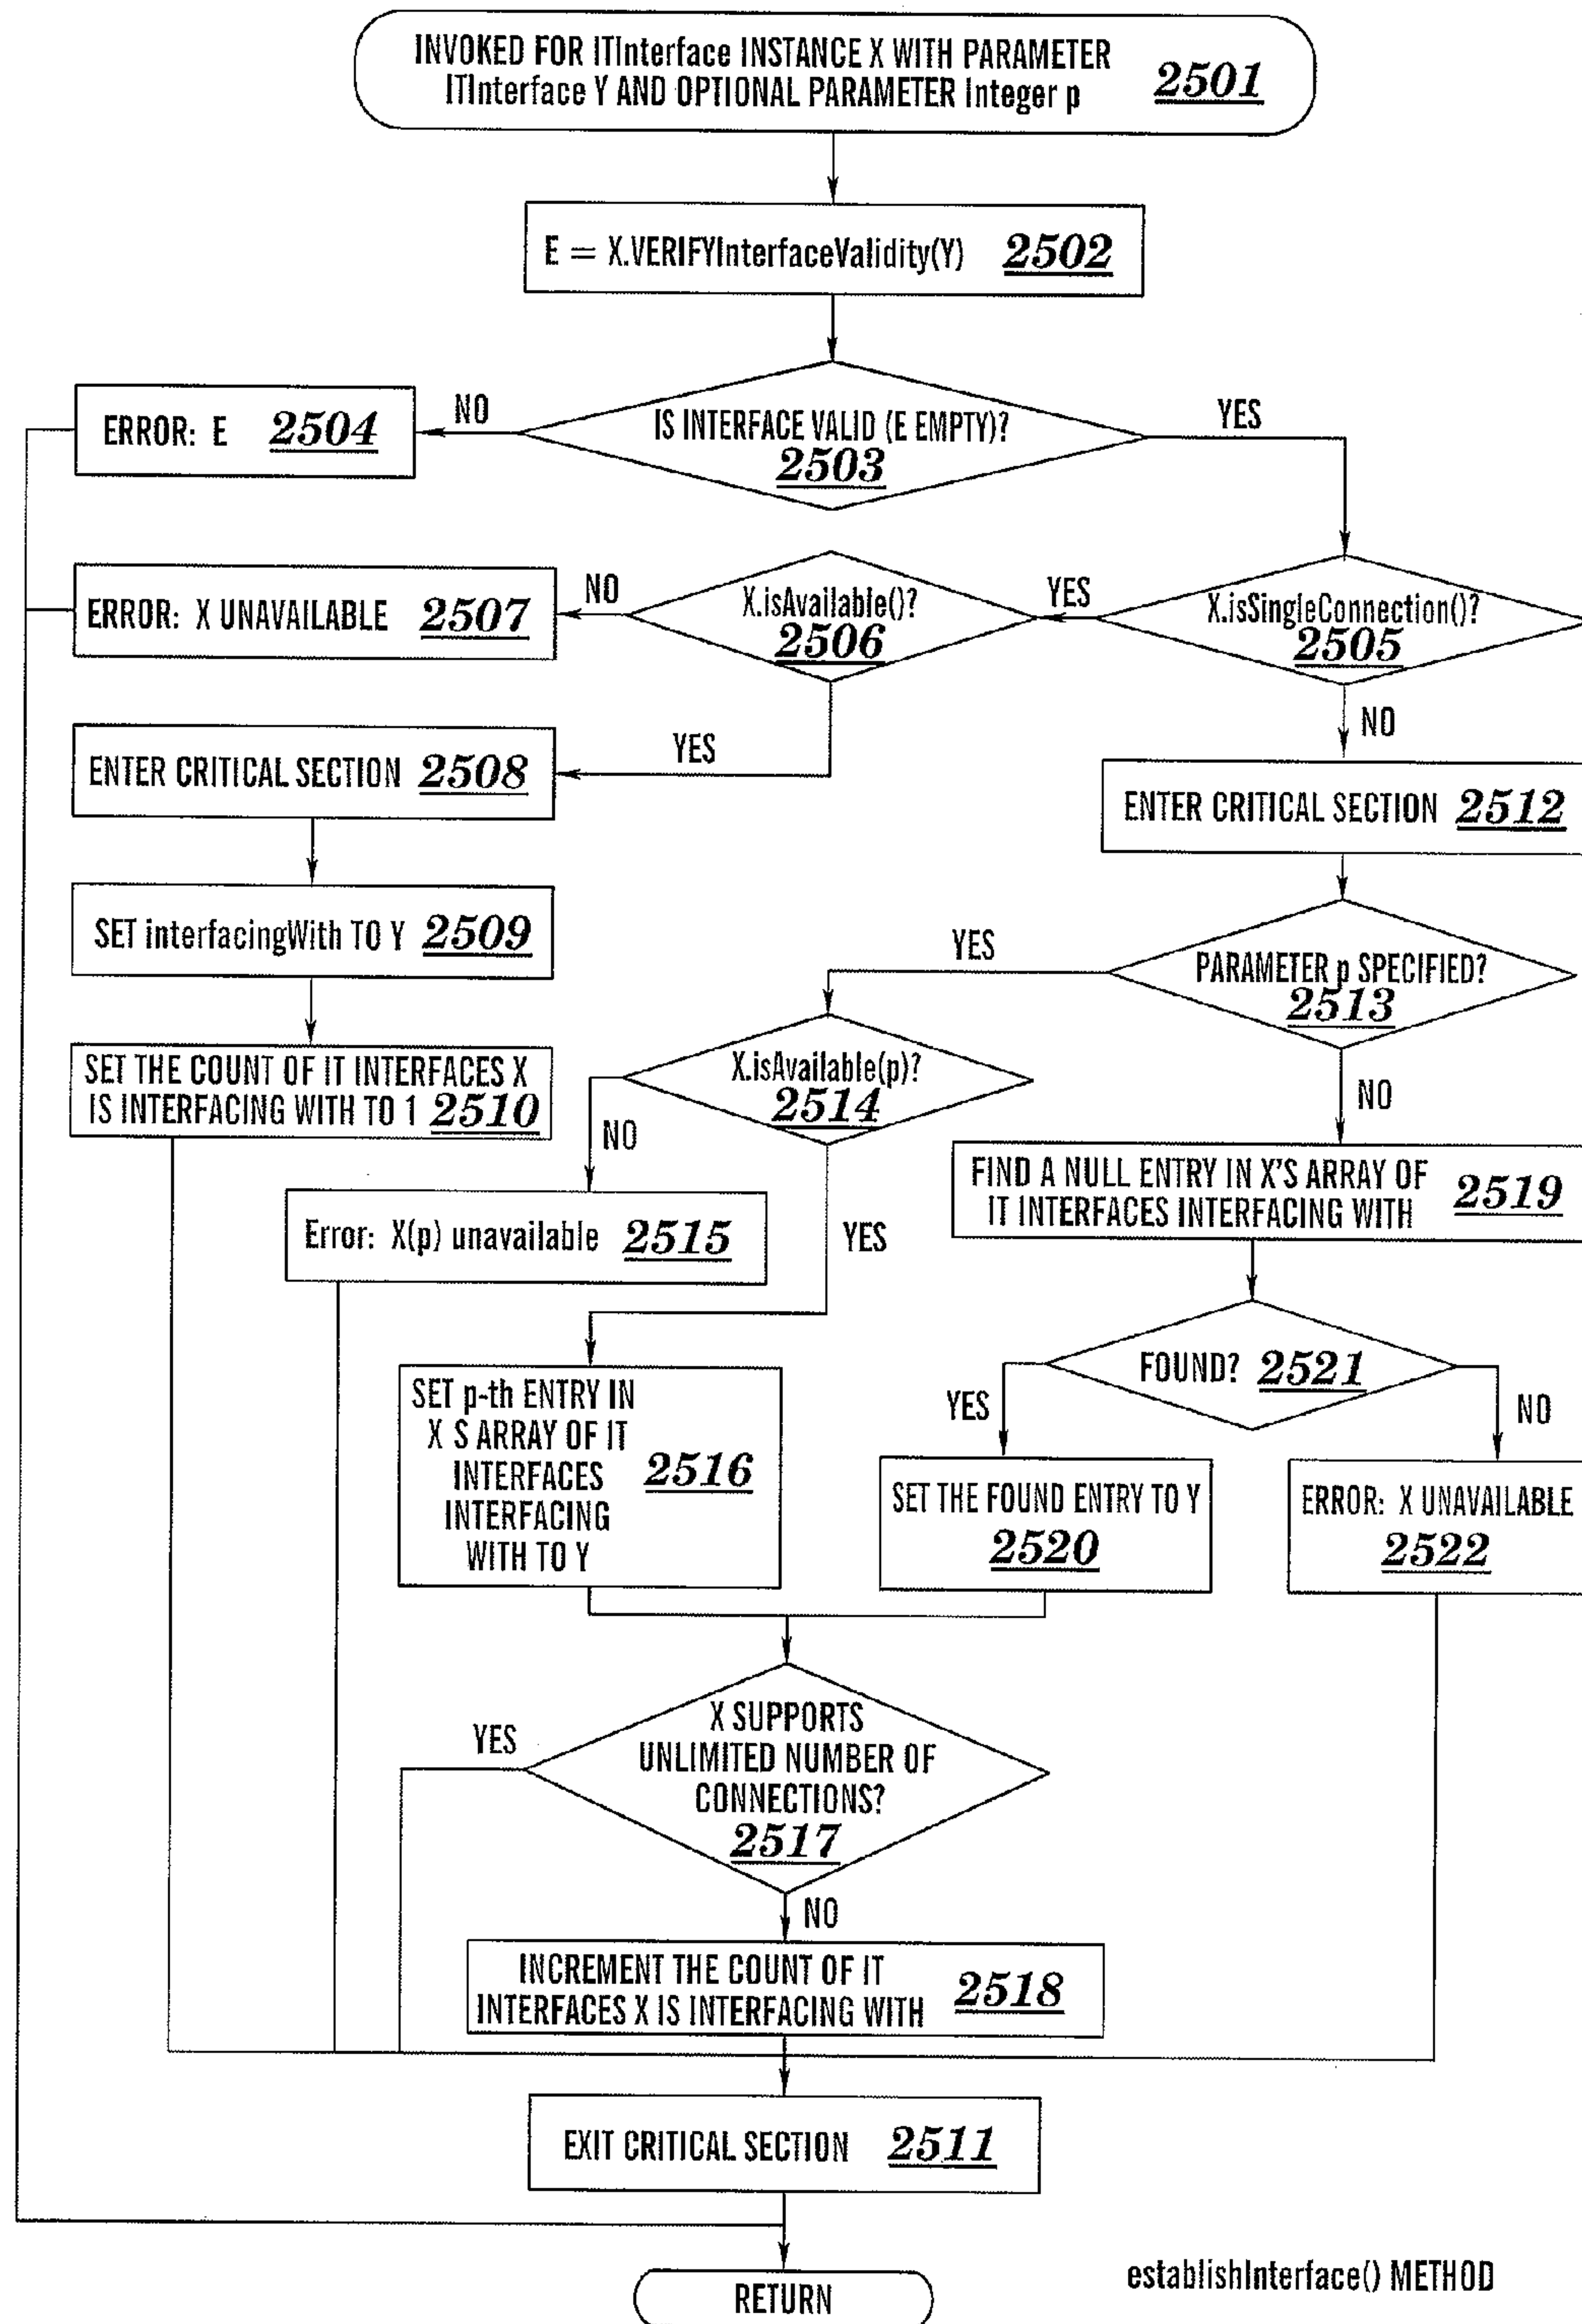 INVOKED FOR ITInterface INSTANCE X WITH PARAMETER
ITInterface Y AND OPTIONAL PARAMETER Integer p 2501
E = X.VERIFYInterfaceValidity(Y) 2502
IS INTERFACE VALID (E EMPTY)?
2503
NO
YES
ERROR: E 2504
X.isSingleConnection()?
2505
YES
NO
X.isAvailable()?
2506
NO
YES
ERROR: X UNAVAILABLE 2507
ENTER CRITICAL SECTION 2508
SET interfacingWith TO Y 2509
SET THE COUNT OF IT INTERFACES X
IS INTERFACING WITH TO 1 2510
ENTER CRITICAL SECTION 2512
PARAMETER p SPECIFIED?
2513
YES
NO
X.isAvailable(p)?
2514
NO
YES
Error: X(p) unavailable 2515
SET p-th ENTRY IN
X S ARRAY OF IT
INTERFACES
INTERFACING
WITH TO Y
2516
FIND A NULL ENTRY IN X'S ARRAY OF
IT INTERFACES INTERFACING WITH 2519
FOUND? 2521
YES
NO
SET THE FOUND ENTRY TO Y
2520
ERROR: X UNAVAILABLE
2522
X SUPPORTS
UNLIMITED NUMBER OF
CONNECTIONS?
2517
YES
NO
INCREMENT THE COUNT OF IT
INTERFACES X IS INTERFACING WITH 2518
EXIT CRITICAL SECTION 2511
RETURN
establishInterface() METHOD